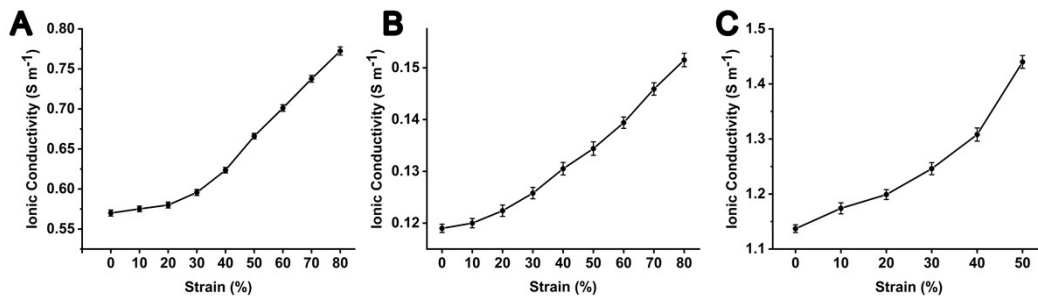 A
Ionic Conductivity (S m⁻¹)
0.80
0.75
0.70
0.65
0.60
0.55
0 10 20 30 40 50 60 70 80
Strain (%)
B
Ionic Conductivity (S m⁻¹)
0.15
0.14
0.13
0.12
0 10 20 30 40 50 60 70 80
Strain (%)
C
Ionic Conductivity (S m⁻¹)
1.5
1.4
1.3
1.2
1.1
0 10 20 30 40 50
Strain (%)